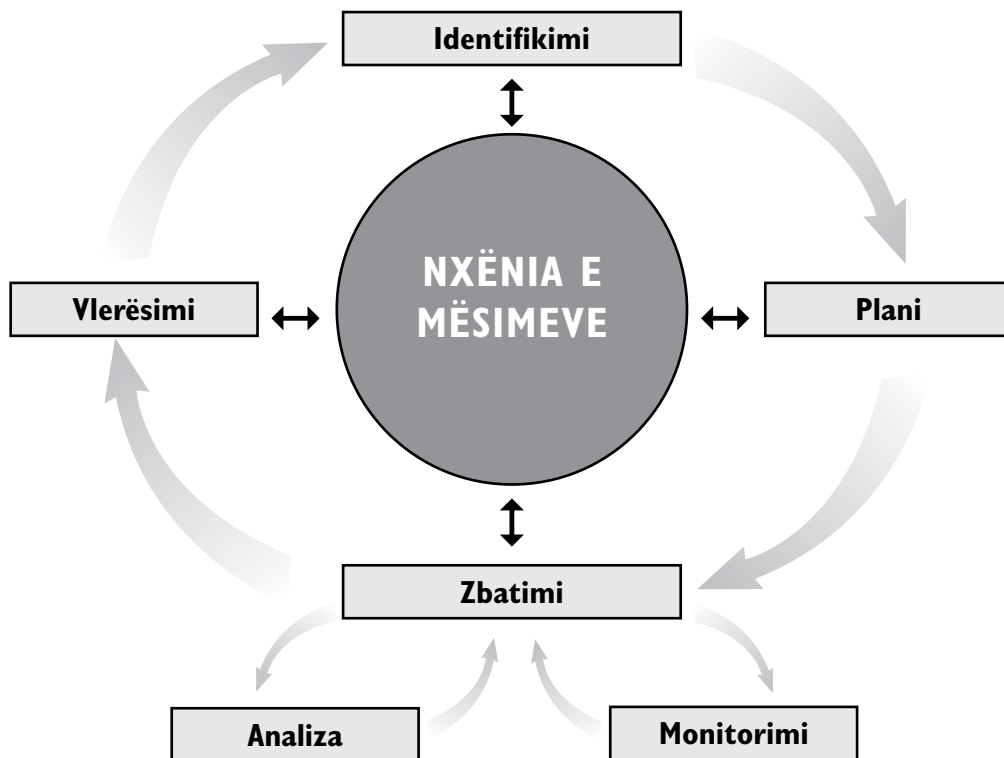 Identifikimi
NXËNIA E
MËSIMEVE
Vlerësimi
Plani
Zbatimi
Analiza
Monitorimi